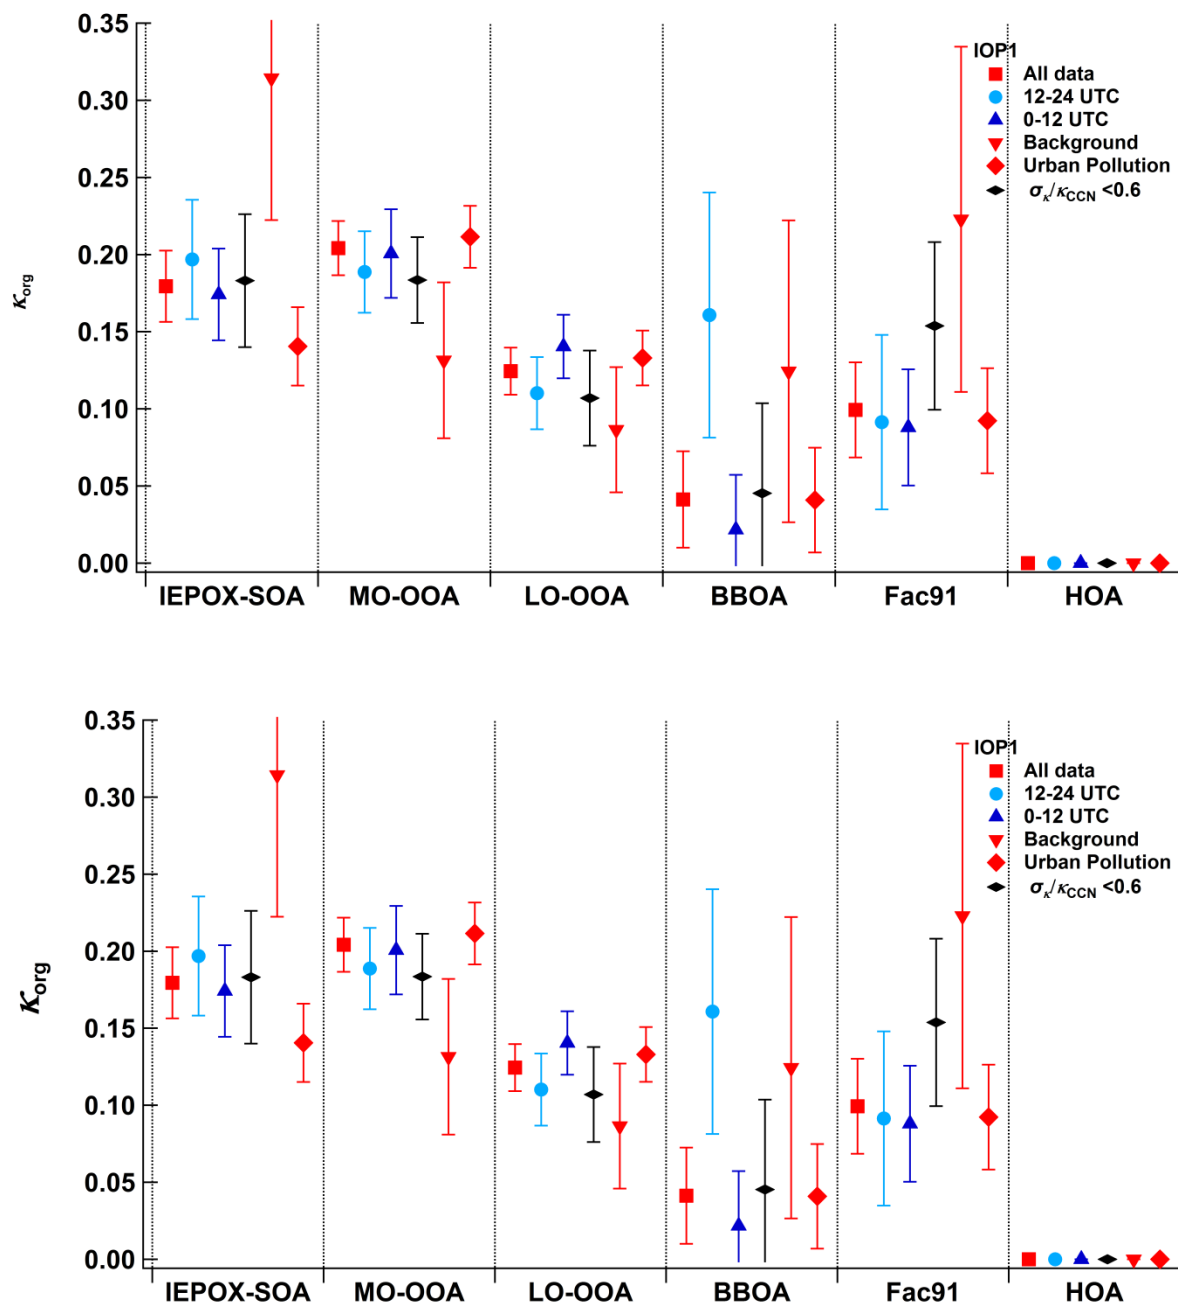 0.35
0.30
0.25
0.20
0.15
0.10
0.05
0.00
κorg
IOP1
All data
12-24 UTC
0-12 UTC
Background
Urban Pollution
σκ/κCCN <0.6
IEPOX-SOA MO-OOA LO-OOA BBOA Fac91 HOA
0.35
0.30
0.25
0.20
0.15
0.10
0.05
0.00
κorg
IOP1
All data
12-24 UTC
0-12 UTC
Background
Urban Pollution
σκ/κCCN <0.6
IEPOX-SOA MO-OOA LO-OOA BBOA Fac91 HOA